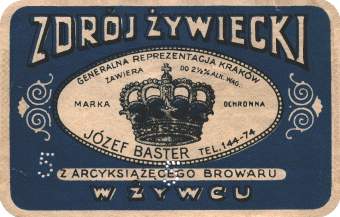 ZDRÓJ ŻYWIECKI
GENERALNA REPREZENTACJA KRAKÓW
ZAWIERA DO 2½% ALK. WAG.
MARKA OCHRONNA
JÓZEF BASTER TEL. 144-74
5
Z ARCYKSIĄŻĘCEGO BROWARU
W ŻYWCU